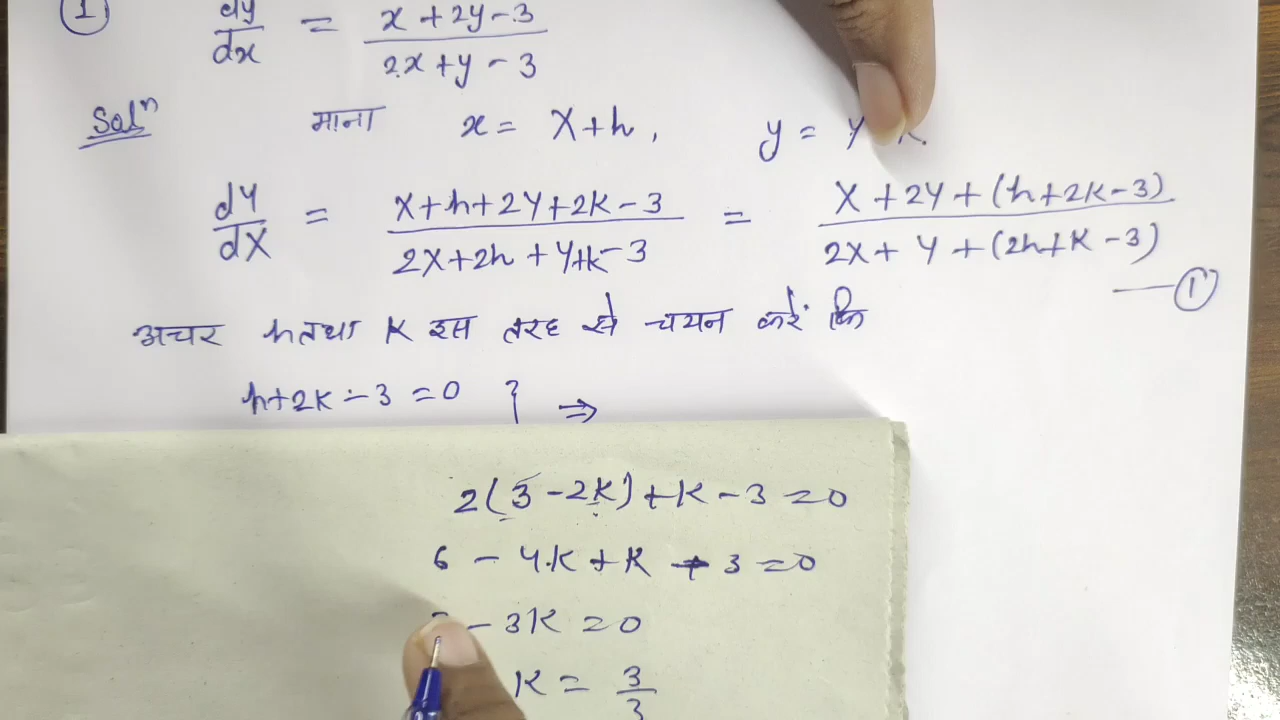 ① dy/dx = x + 2y - 3 / 2x + y - 3
Solⁿ माना x = X + h, y = Y K.
dY/dX = X + h + 2Y + 2K - 3 / 2X + 2h + Y + k - 3 = X + 2Y + (h + 2K - 3) / 2X + Y + (2h + K - 3) —①
अचर h तथा K इस तरह से चयन करें कि
h + 2K - 3 = 0 } ⇒
2(3 - 2K) + K - 3 = 0
6 - 4K + K - 3 = 0
- 3K = 0
K = 3/3